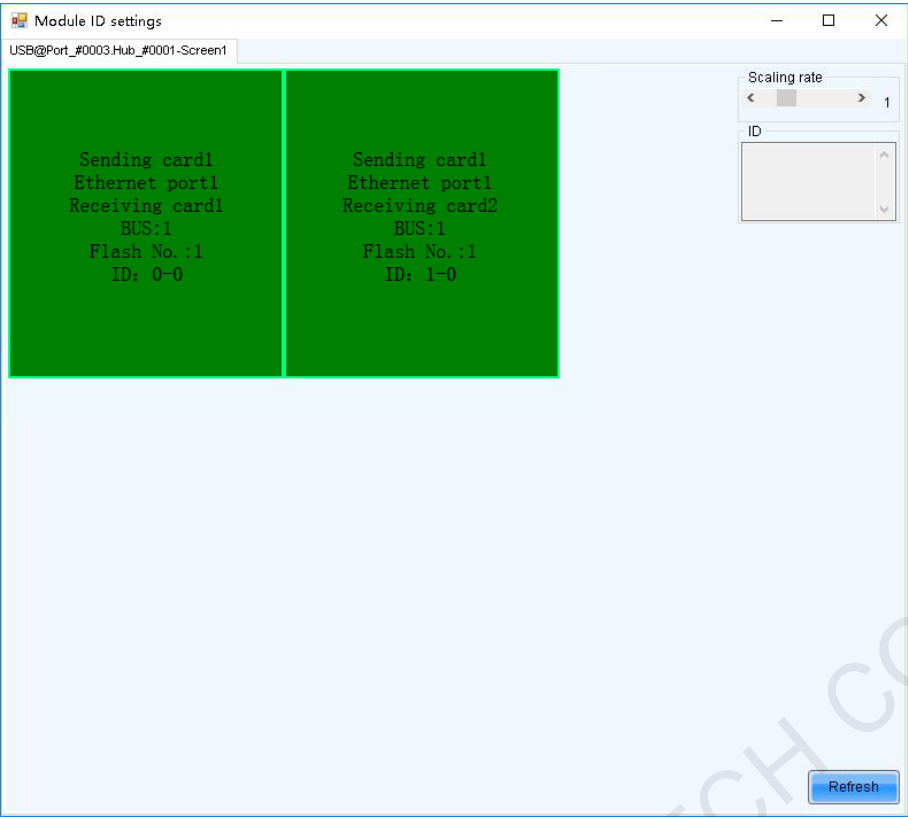 Module ID settings
USB@Port_#0003.Hub_#0001-Screen1
Sending card1
Ethernet port1
Receiving card1
BUS:1
Flash No.:1
ID: 0-0
Sending card1
Ethernet port1
Receiving card2
BUS:1
Flash No.:1
ID: 1-0
Scaling rate
1
ID
Refresh